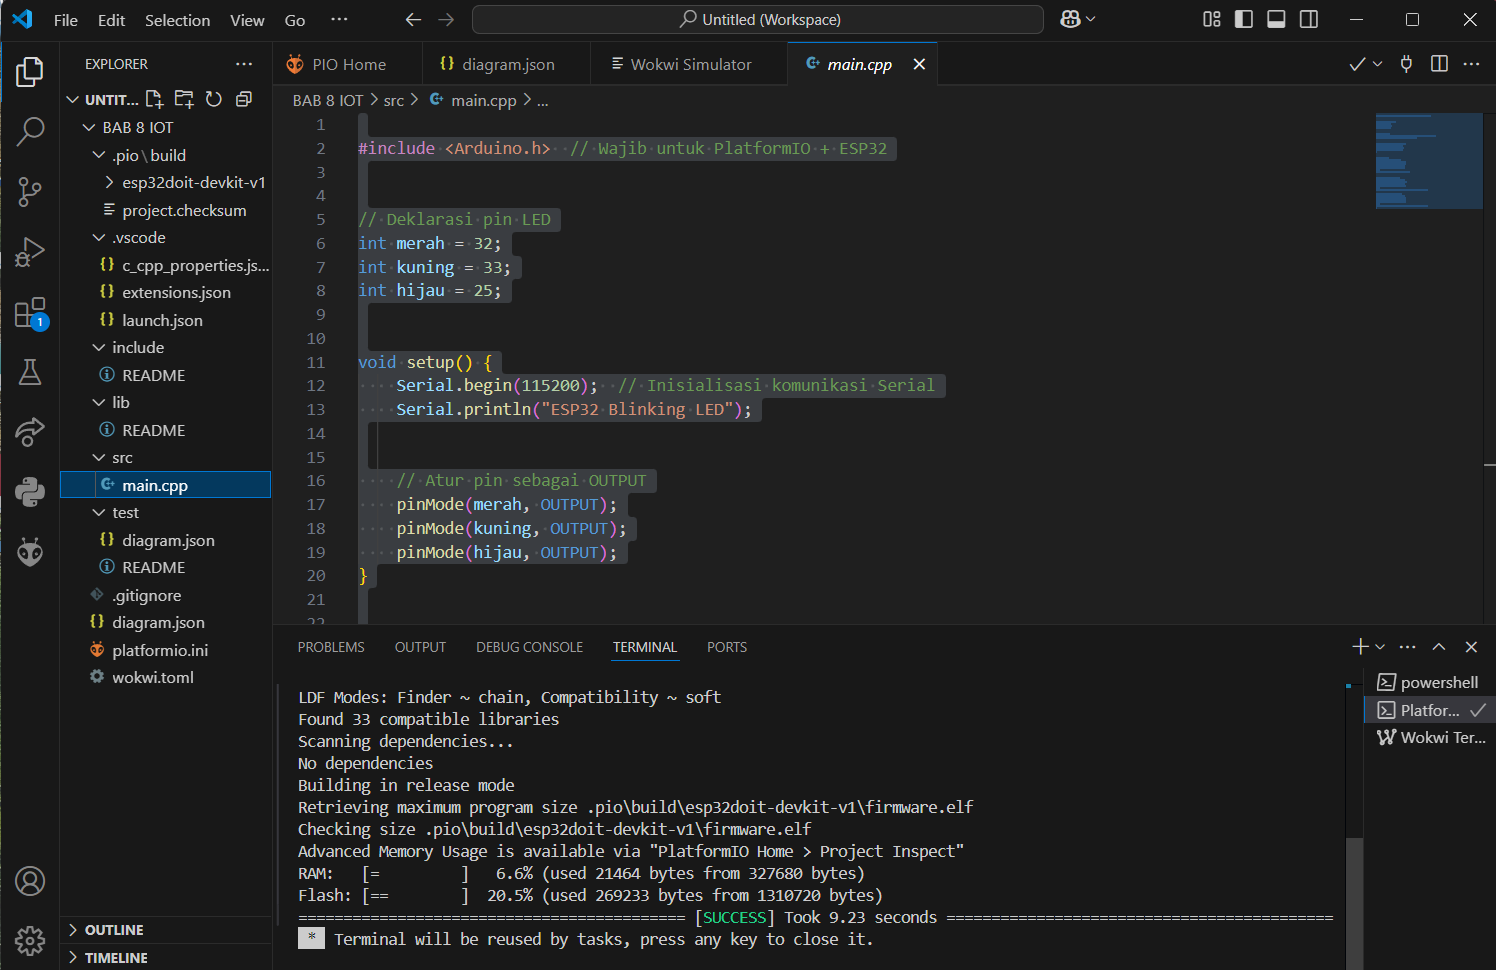 File Edit Selection View Go ··· Untitled (Workspace)
EXPLORER ···
UNTIT...
BAB 8 IOT
.pio\build
esp32doit-devkit-v1
project.checksum
.vscode
c_cpp_properties.js...
extensions.json
launch.json
include
README
lib
README
src
main.cpp
test
diagram.json
README
.gitignore
diagram.json
platformio.ini
wokwi.toml
OUTLINE
TIMELINE
1
PIO Home diagram.json Wokwi Simulator main.cpp
BAB 8 IOT > src > main.cpp > ...
1
2 #include <Arduino.h>  // Wajib untuk PlatformIO + ESP32
3
4
5 // Deklarasi pin LED
6 int merah = 32;
7 int kuning = 33;
8 int hijau = 25;
9
10
11 void setup() {
12     Serial.begin(115200);  // Inisialisasi komunikasi Serial
13     Serial.println("ESP32 Blinking LED");
14
15
16     // Atur pin sebagai OUTPUT
17     pinMode(merah, OUTPUT);
18     pinMode(kuning, OUTPUT);
19     pinMode(hijau, OUTPUT);
20 }
21
22
PROBLEMS OUTPUT DEBUG CONSOLE TERMINAL PORTS
LDF Modes: Finder ~ chain, Compatibility ~ soft
Found 33 compatible libraries
Scanning dependencies...
No dependencies
Building in release mode
Retrieving maximum program size .pio\build\esp32doit-devkit-v1\firmware.elf
Checking size .pio\build\esp32doit-devkit-v1\firmware.elf
Advanced Memory Usage is available via "PlatformIO Home > Project Inspect"
RAM:   [=         ]   6.6% (used 21464 bytes from 327680 bytes)
Flash: [==        ]  20.5% (used 269233 bytes from 1310720 bytes)
=========================================== [SUCCESS] Took 9.23 seconds ===========================================
* Terminal will be reused by tasks, press any key to close it.
powershell
Platfor...
Wokwi Ter...